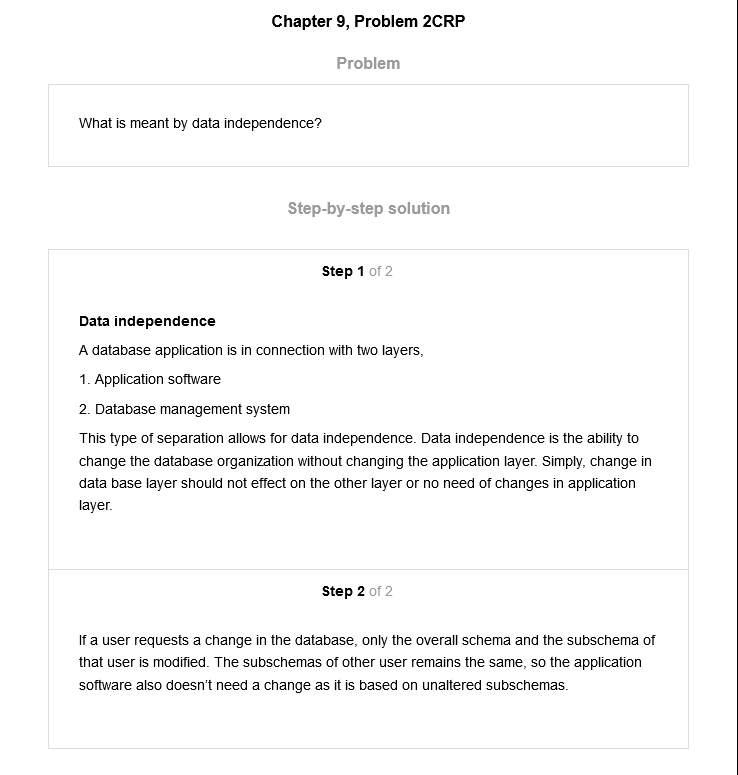 Chapter 9, Problem 2CRP
Problem
What is meant by data independence?
Step-by-step solution
Step 1 of 2
Data independence
A database application is in connection with two layers,
1. Application software
2. Database management system
This type of separation allows for data independence. Data independence is the ability to
change the database organization without changing the application layer. Simply, change in
data base layer should not effect on the other layer or no need of changes in application
layer.
Step 2 of 2
If a user requests a change in the database, only the overall schema and the subschema of
that user is modified. The subschemas of other user remains the same, so the application
software also doesn't need a change as it is based on unaltered subschemas.